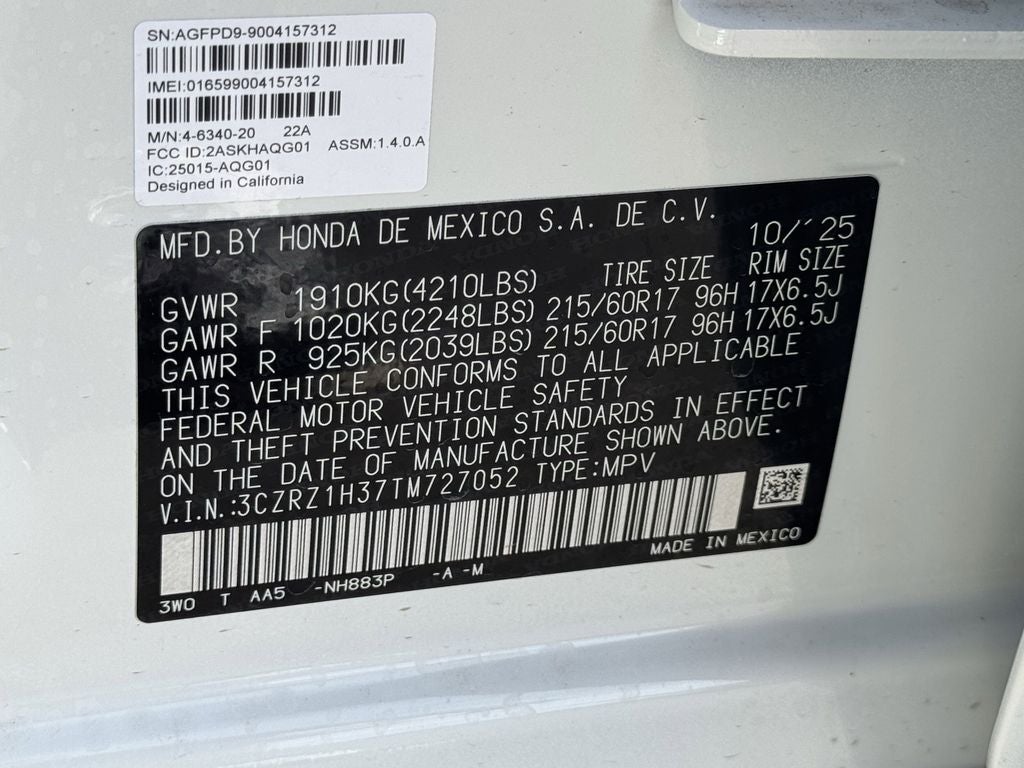 SN:AGFPD9-9004157312
IMEI:016599004157312
M/N:4-6340-20 22A
FCC ID:2ASKHAQG01 ASSM:1.4.0.A
IC:25015-AQG01
Designed in California
MFD.BY HONDA DE MEXICO S.A. DE C.V. 10/´25
TIRE SIZE RIM SIZE
GVWR 1910KG(4210LBS)
GAWR F 1020KG(2248LBS) 215/60R17 96H 17X6.5J
GAWR R 925KG(2039LBS) 215/60R17 96H 17X6.5J
THIS VEHICLE CONFORMS TO ALL APPLICABLE
FEDERAL MOTOR VEHICLE SAFETY
AND THEFT PREVENTION STANDARDS IN EFFECT
ON THE DATE OF MANUFACTURE SHOWN ABOVE.
V.I.N.:3CZRZ1H37TM727052 TYPE:MPV
MADE IN MEXICO
3W0 T AA5 -NH883P -A -M